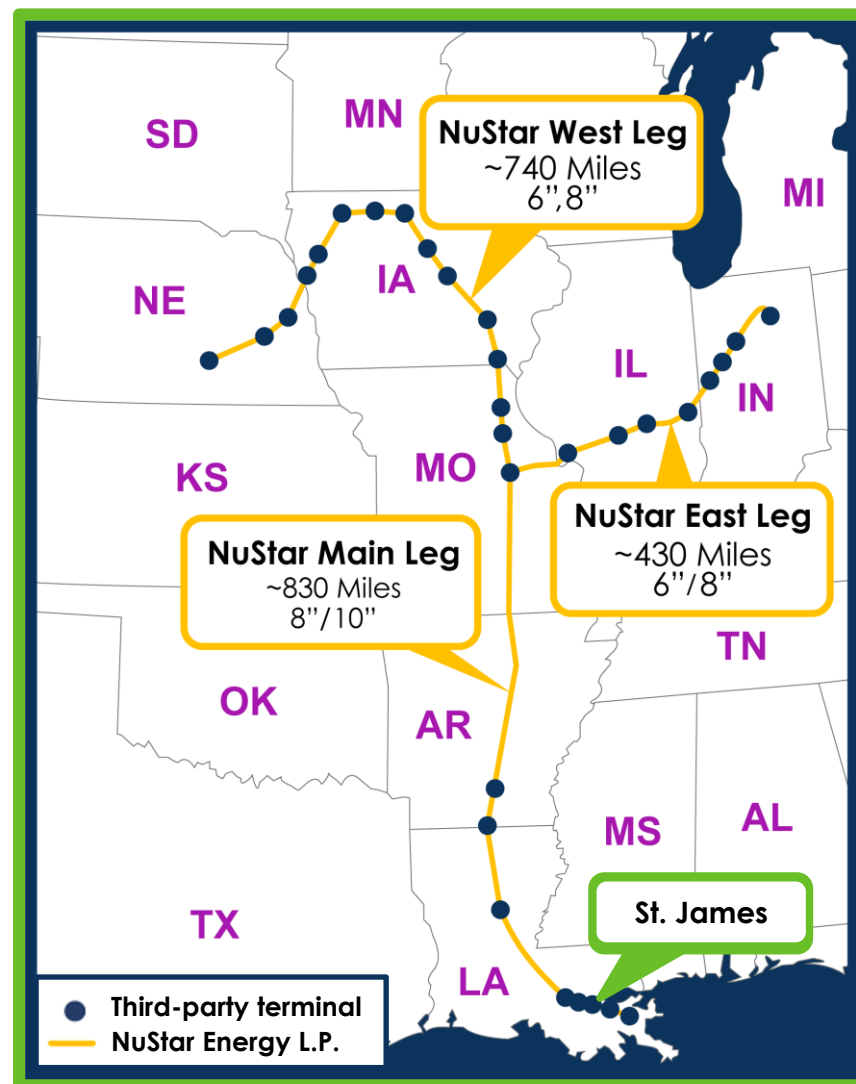 SD
MN
NuStar West Leg
~740 Miles
6”,8”
MI
NE
IA
IL
IN
KS
MO
NuStar Main Leg
~830 Miles
8”/10”
NuStar East Leg
~430 Miles
6”/8”
TN
OK
AR
MS
AL
TX
St. James
LA
Third-party terminal
NuStar Energy L.P.